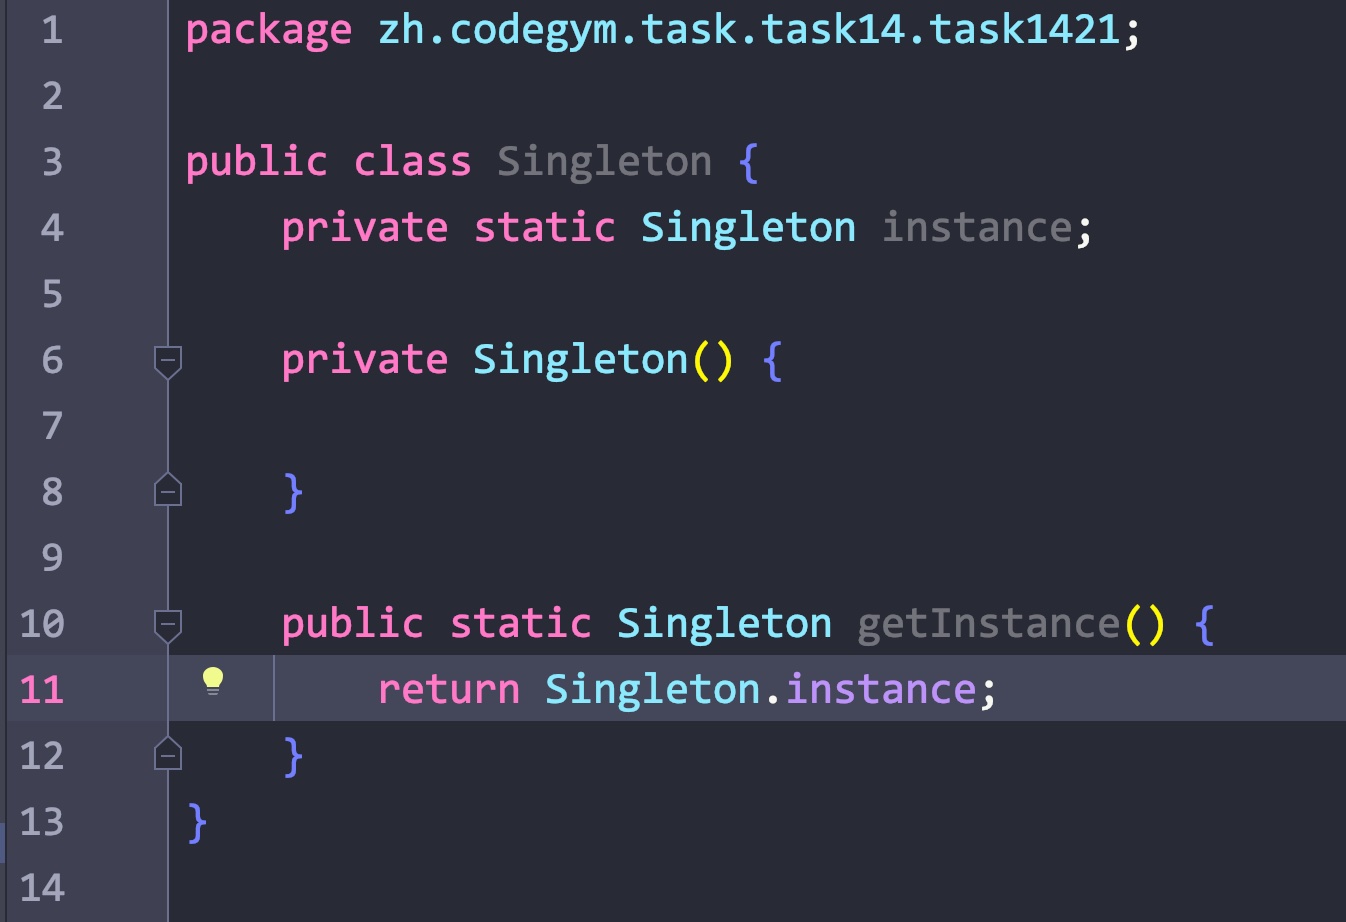 1 package zh.codegym.task.task14.task1421;
2
3 public class Singleton {
4     private static Singleton instance;
5
6     private Singleton() {
7
8     }
9
10     public static Singleton getInstance() {
11         return Singleton.instance;
12     }
13 }
14